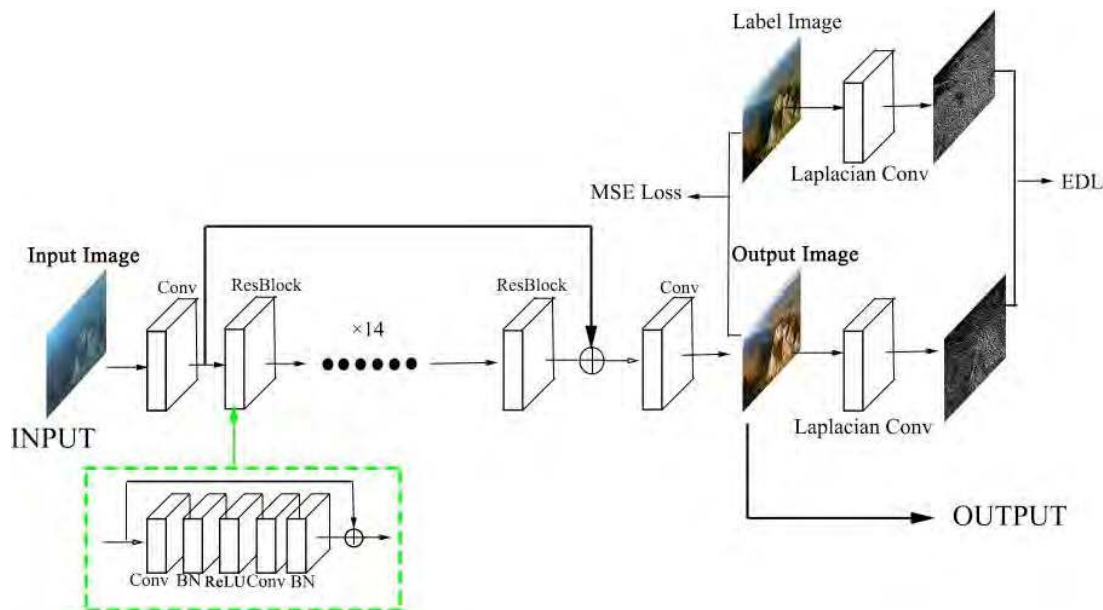 Label Image
Laplacian Conv
MSE Loss
EDL
Input Image
Conv
ResBlock
×14
ResBlock
Conv
Output Image
Laplacian Conv
INPUT
OUTPUT
Conv BN ReLU Conv BN